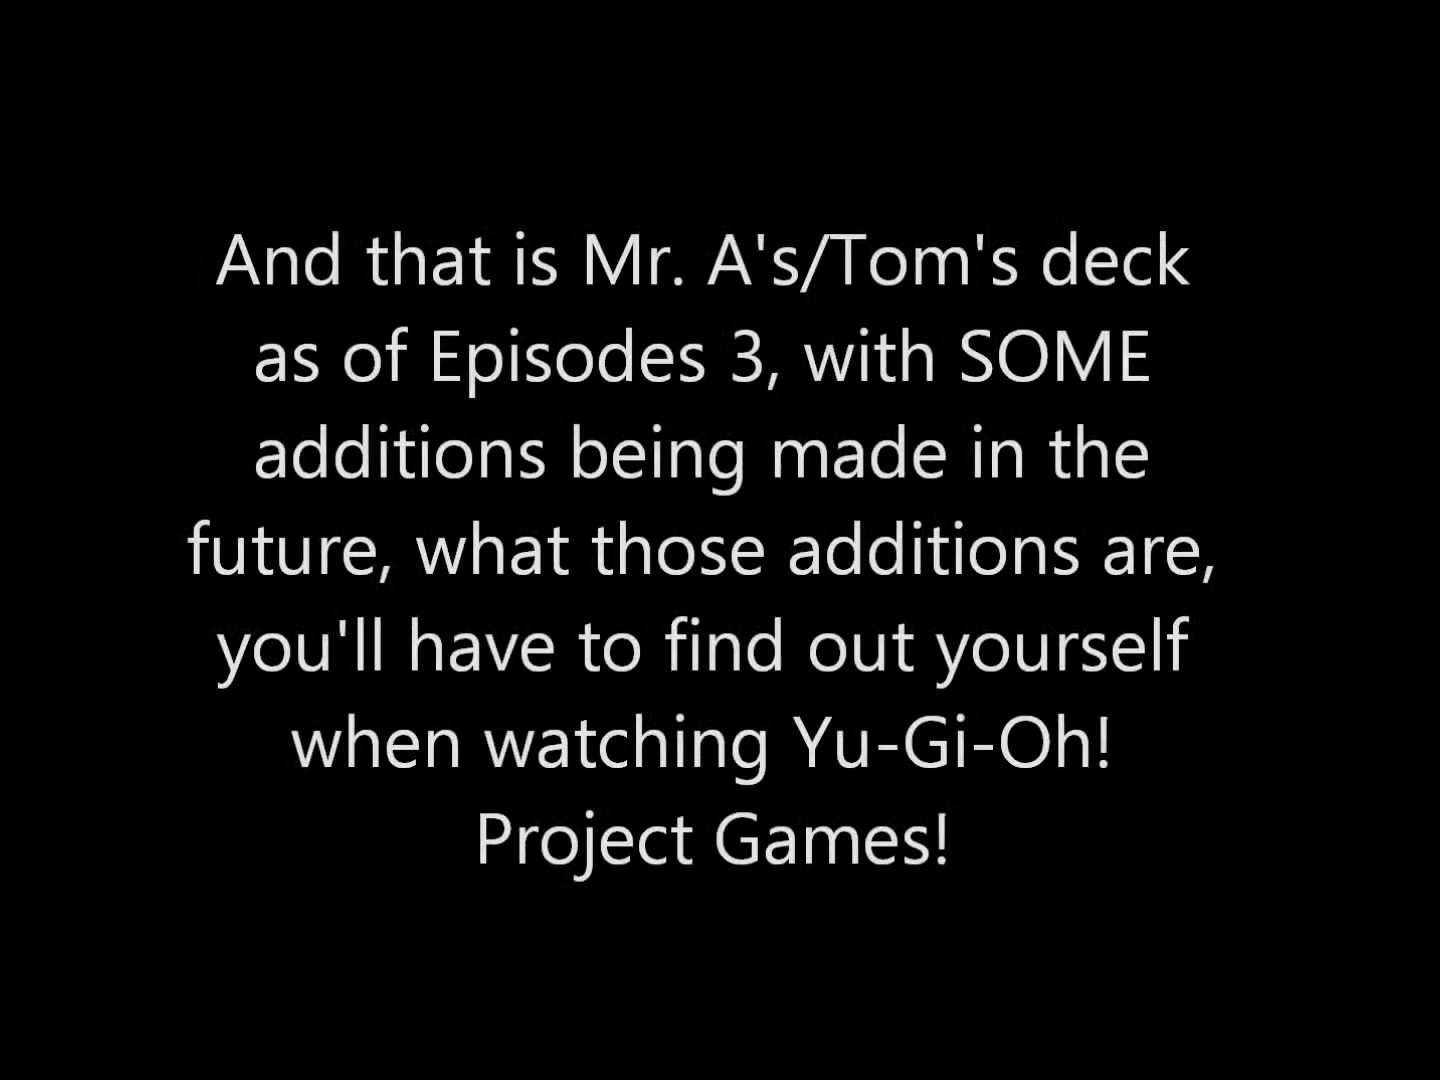 And that is Mr. A's/Tom's deck
as of Episodes 3, with SOME
additions being made in the
future, what those additions are,
you'll have to find out yourself
when watching Yu-Gi-Oh!
Project Games!